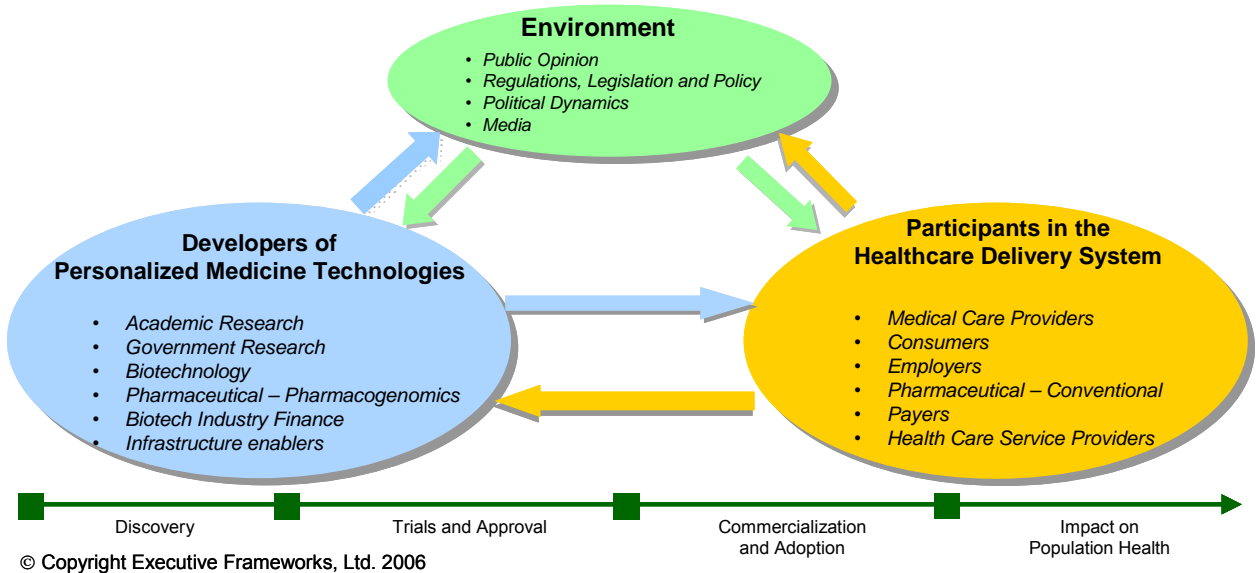 Environment
• Public Opinion
• Regulations, Legislation and Policy
• Political Dynamics
• Media
Developers of
Personalized Medicine Technologies
• Academic Research
• Government Research
• Biotechnology
• Pharmaceutical – Pharmacogenomics
• Biotech Industry Finance
• Infrastructure enablers
Participants in the
Healthcare Delivery System
• Medical Care Providers
• Consumers
• Employers
• Pharmaceutical – Conventional
• Payers
• Health Care Service Providers
Discovery
Trials and Approval
Commercialization
and Adoption
Impact on
Population Health
© Copyright Executive Frameworks, Ltd. 2006